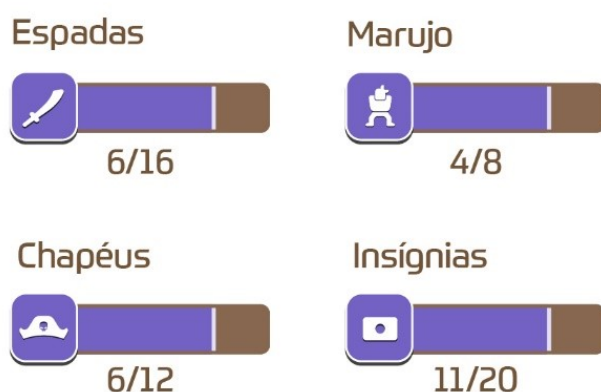 Espadas
Marujo
6/16
4/8
Chapéus
Insígnias
6/12
11/20